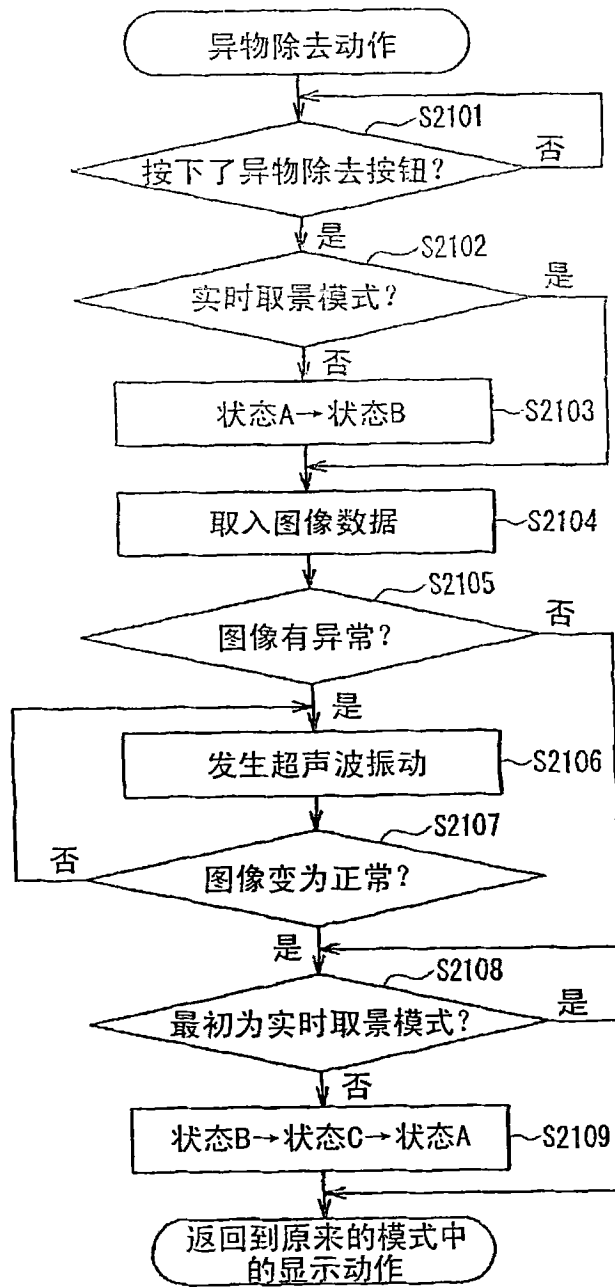 异物除去动作
S2101
否
按下了异物除去按钮?
是
S2102
是
实时取景模式?
否
状态A→状态B
S2103
取入图像数据
S2104
S2105
否
图像有异常?
是
发生超声波振动
S2106
S2107
否
图像变为正常?
是
S2108
是
最初为实时取景模式?
否
状态B→状态C→状态A
S2109
返回到原来的模式中
的显示动作